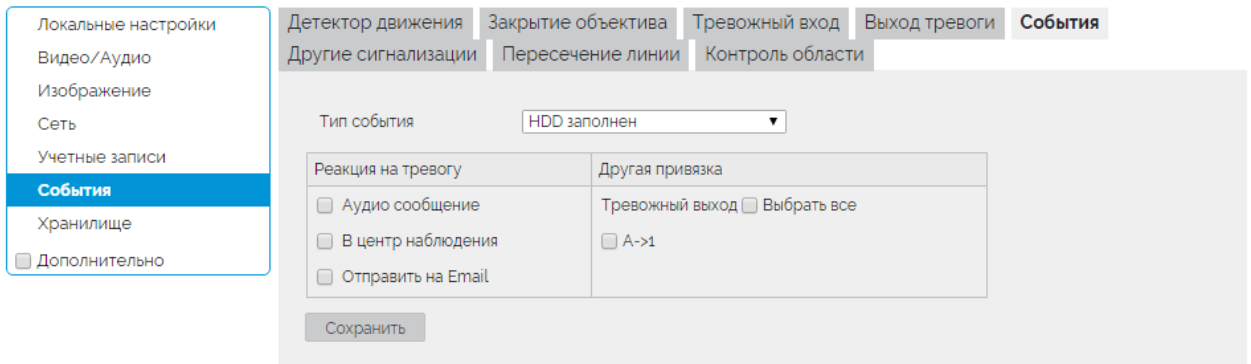 Локальные настройки
Видео/Аудио
Изображение
Сеть
Учетные записи
События
Хранилище
Дополнительно
Детектор движения Закрытие объектива Тревожный вход Выход тревоги События
Другие сигнализации Пересечение линии Контроль области
Тип события HDD заполнен
Реакция на тревогу Другая привязка
Аудио сообщение Тревожный выход Выбрать все
В центр наблюдения A->1
Отправить на Email
Сохранить